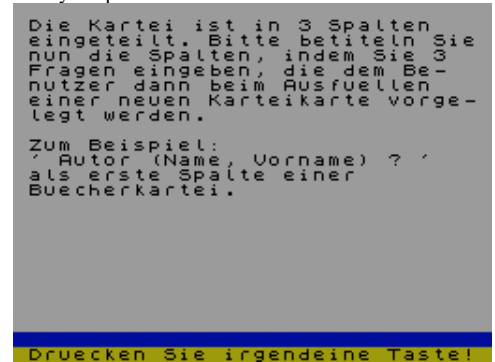 Die Kartei ist in 3 Spalten
eingeteilt. Bitte betiteln Sie
nun die Spalten, indem Sie 3
Fragen eingeben, die dem Be-
nutzer dann beim Ausfuellen
einer neuen Karteikarte vorge-
legt werden.
Zum Beispiel:
' Autor (Name, Vorname) ? '
als erste Spalte einer
Buecherkartei.
Druecken Sie irgendeine Taste!